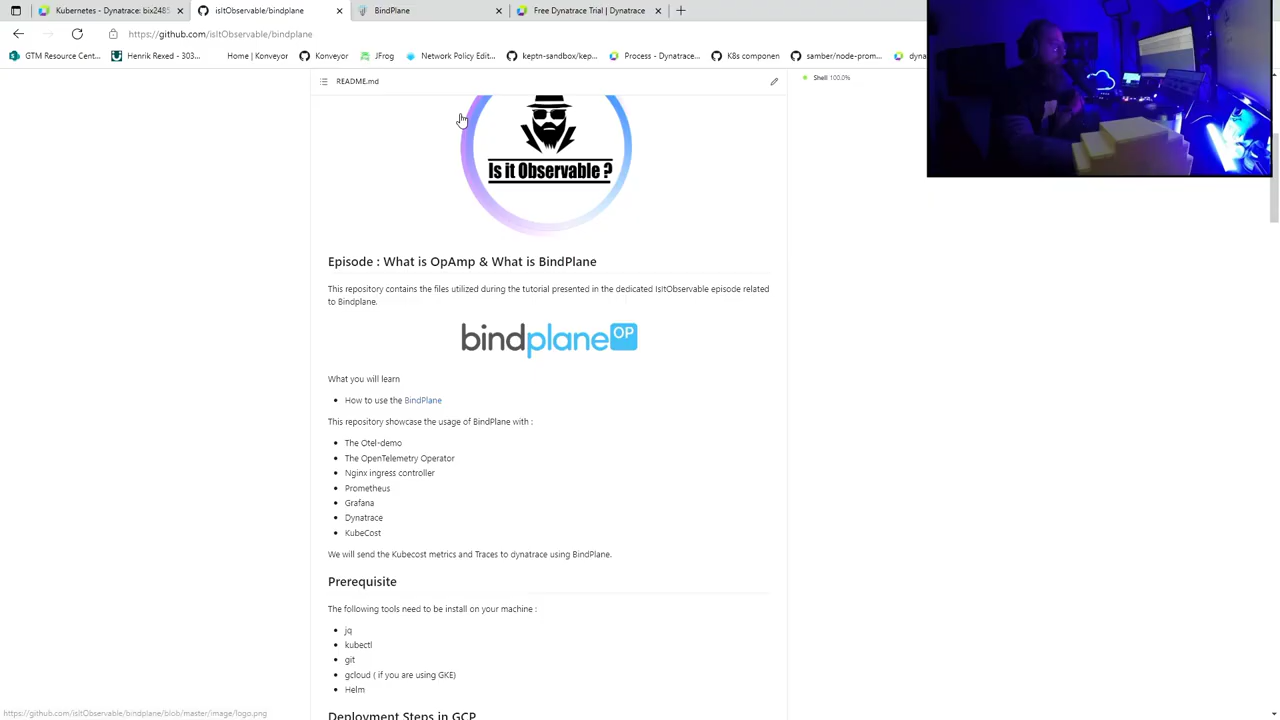 Kubernetes - Dynatrace: bix2485
isItObservable/bindplane
BindPlane
Free Dynatrace Trial | Dynatrace
https://github.com/isItObservable/bindplane
GTM Resource Cent...
Henrik Rexed - 303...
Home | Konveyor
Konveyor
JFrog
Network Policy Edit...
keptn-sandbox/kep...
Process - Dynatrace...
K8s componen
samber/node-prom...
dyna
README.md
Shell 100.0%
Is it Observable ?
Episode : What is OpAmp & What is BindPlane
This repository contains the files utilized during the tutorial presented in the dedicated IsItObservable episode related
to Bindplane.
bindplane OP
What you will learn
• How to use the BindPlane
This repository showcase the usage of BindPlane with :
• The Otel-demo
• The OpenTelemetry Operator
• Nginx ingress controller
• Prometheus
• Grafana
• Dynatrace
• KubeCost
We will send the Kubecost metrics and Traces to dynatrace using BindPlane.
Prerequisite
The following tools need to be install on your machine :
• jq
• kubectl
• git
• gcloud ( if you are using GKE)
• Helm
Deployment Steps in GCP
https://github.com/isItObservable/bindplane/blob/master/image/logo.png